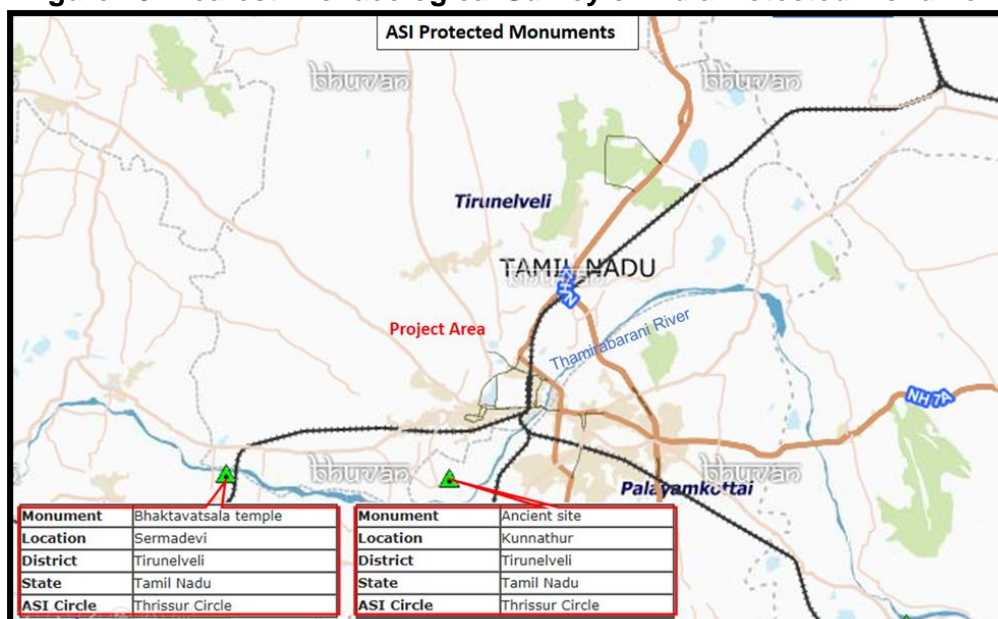 ASI Protected Monuments
bhuvan
bhuvan
Tirunelveli
TAMIL NADU
Project Area
Thamirabarani River
NH 7A
bhuvan
bhuvan
Palayamkottai
Monument Bhaktavatsala temple
Location Sermadevi
District Tirunelveli
State Tamil Nadu
ASI Circle Thrissur Circle
Monument Ancient site
Location Kunnathur
District Tirunelveli
State Tamil Nadu
ASI Circle Thrissur Circle